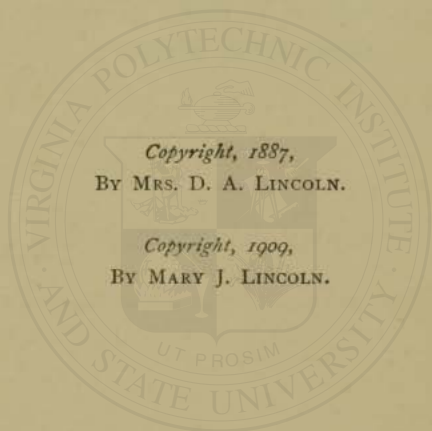 Copyright, 1887,
BY MRS. D. A. LINCOLN.
Copyright, 1909,
BY MARY J. LINCOLN.
VIRGINIA POLYTECHNIC INSTITUTE
AND STATE UNIVERSITY
UT PROSIM